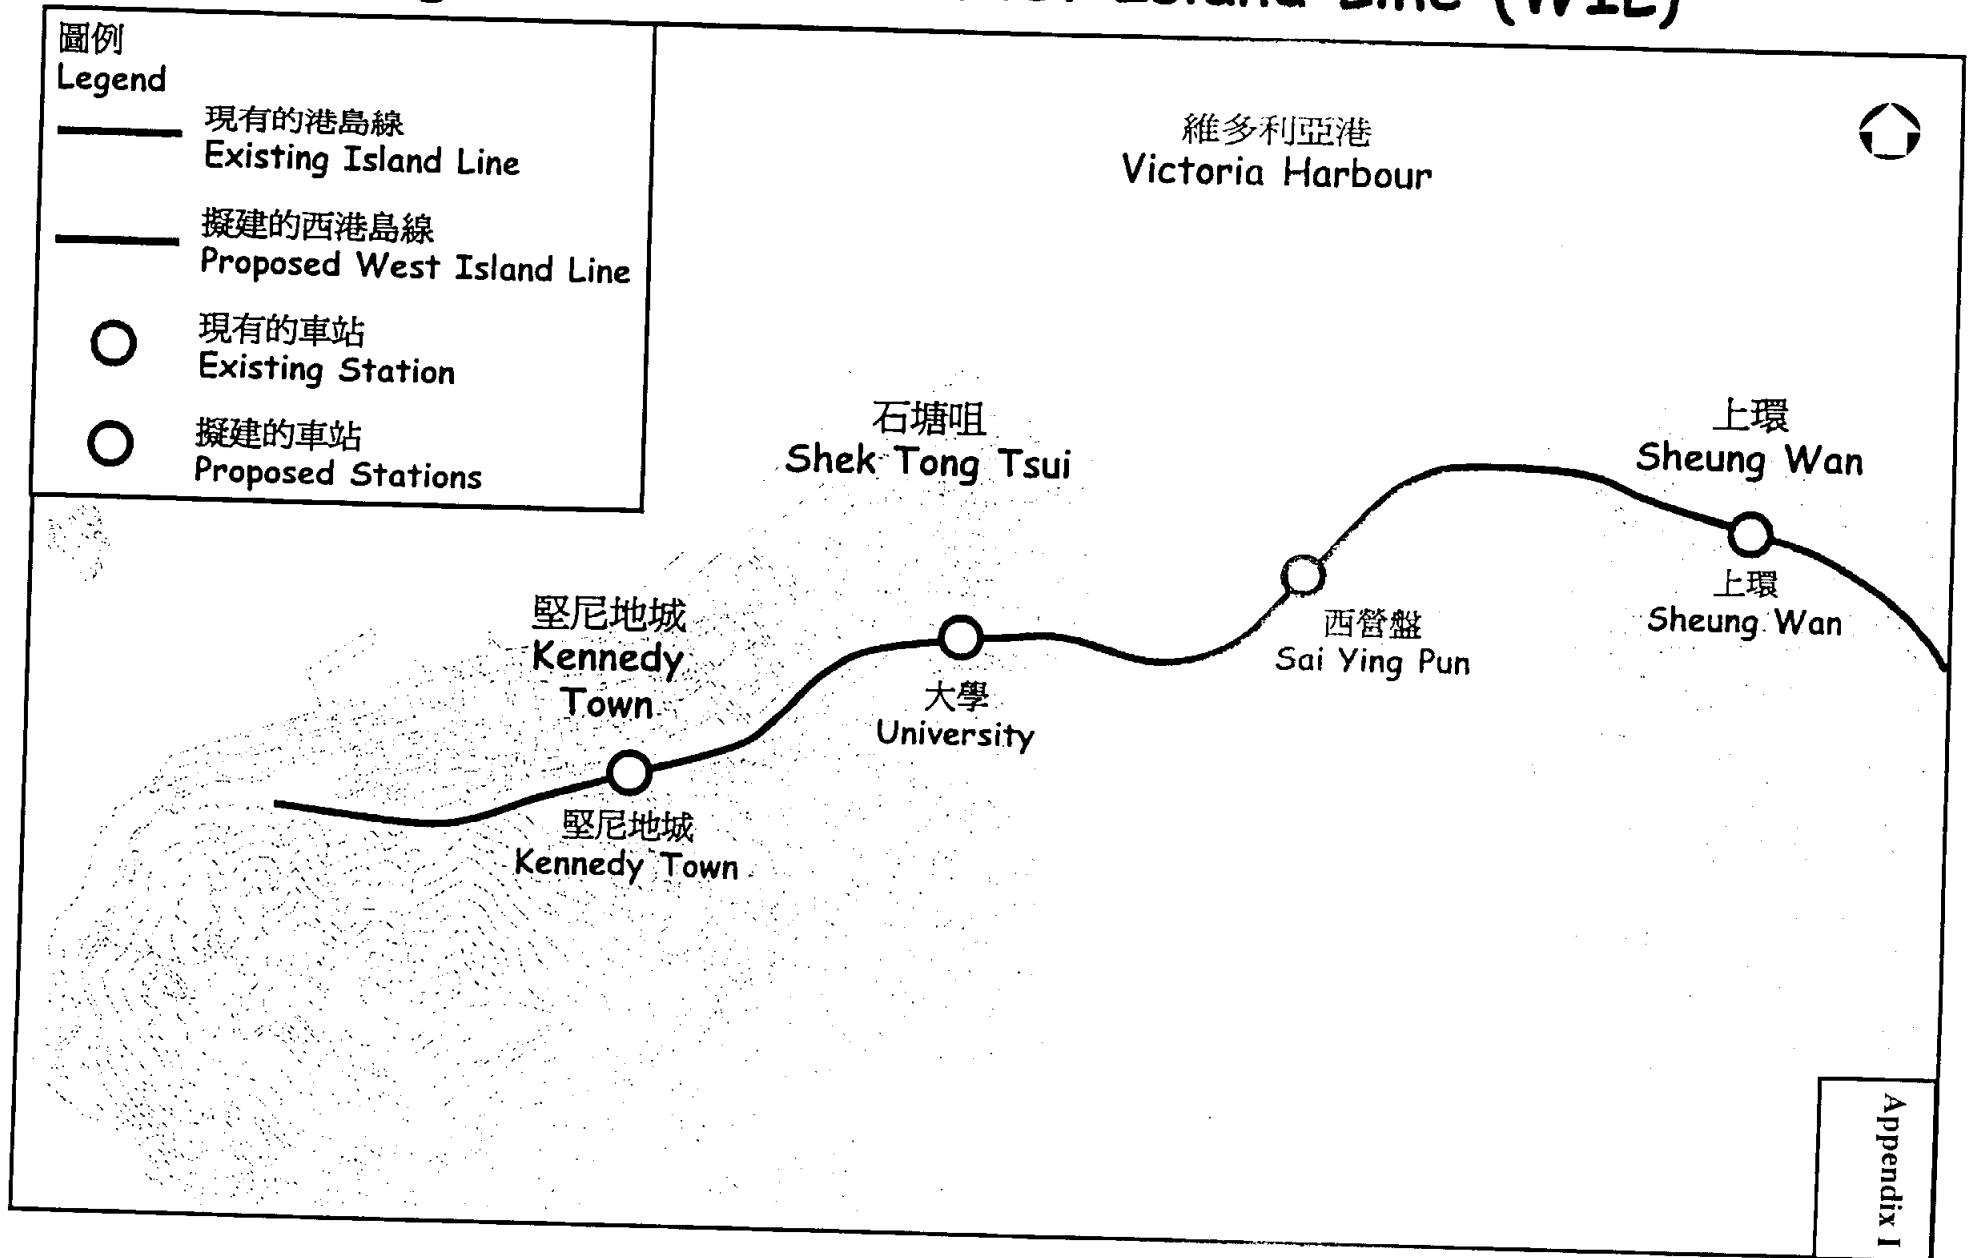 Island Line (WIL)
圖例
Legend
現有的港島線
Existing Island Line
擬建的西港島線
Proposed West Island Line
現有的車站
Existing Station
擬建的車站
Proposed Stations
維多利亞港
Victoria Harbour
石塘咀
Shek Tong Tsui
上環
Sheung Wan
上環
Sheung Wan
西營盤
Sai Ying Pun
堅尼地城
Kennedy
Town
大學
University
堅尼地城
Kennedy Town
Appendix I